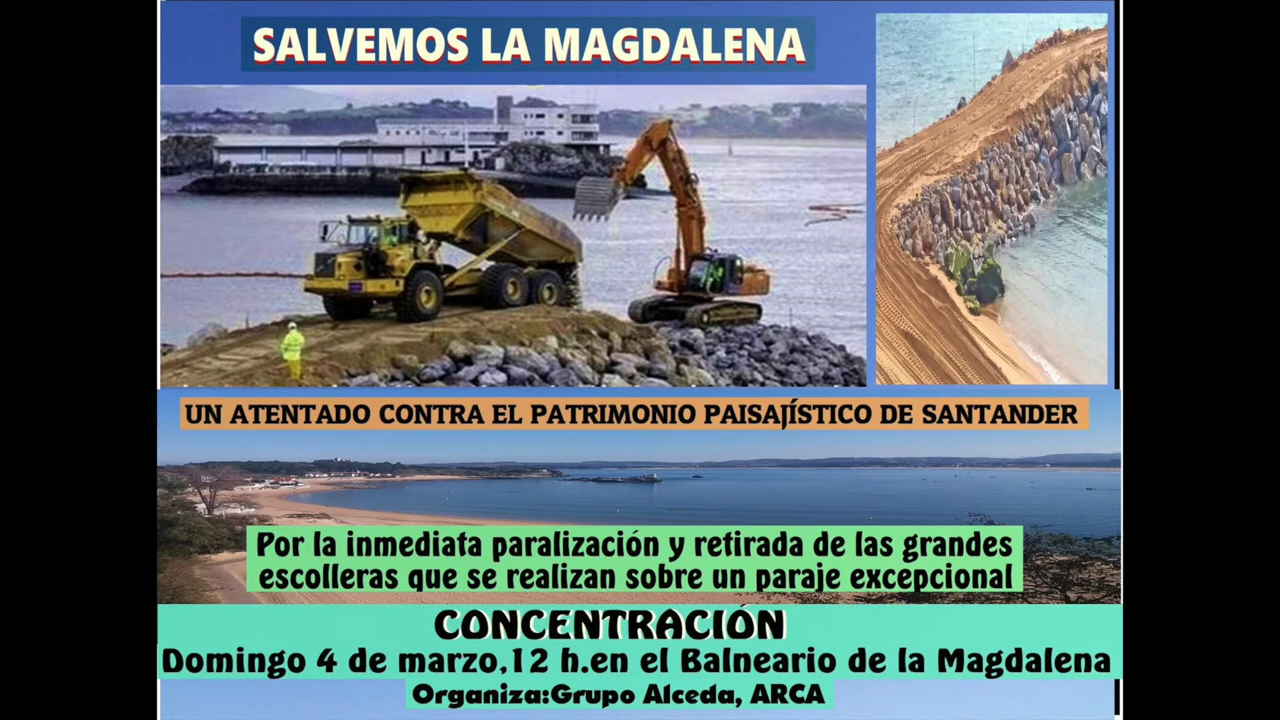 SALVEMOS LA MAGDALENA
UN ATENTADO CONTRA EL PATRIMONIO PAISAJÍSTICO DE SANTANDER
Por la inmediata paralización y retirada de las grandes
escolleras que se realizan sobre un paraje excepcional
CONCENTRACIÓN
Domingo 4 de marzo,12 h.en el Balneario de la Magdalena
Organiza:Grupo Alceda, ARCA